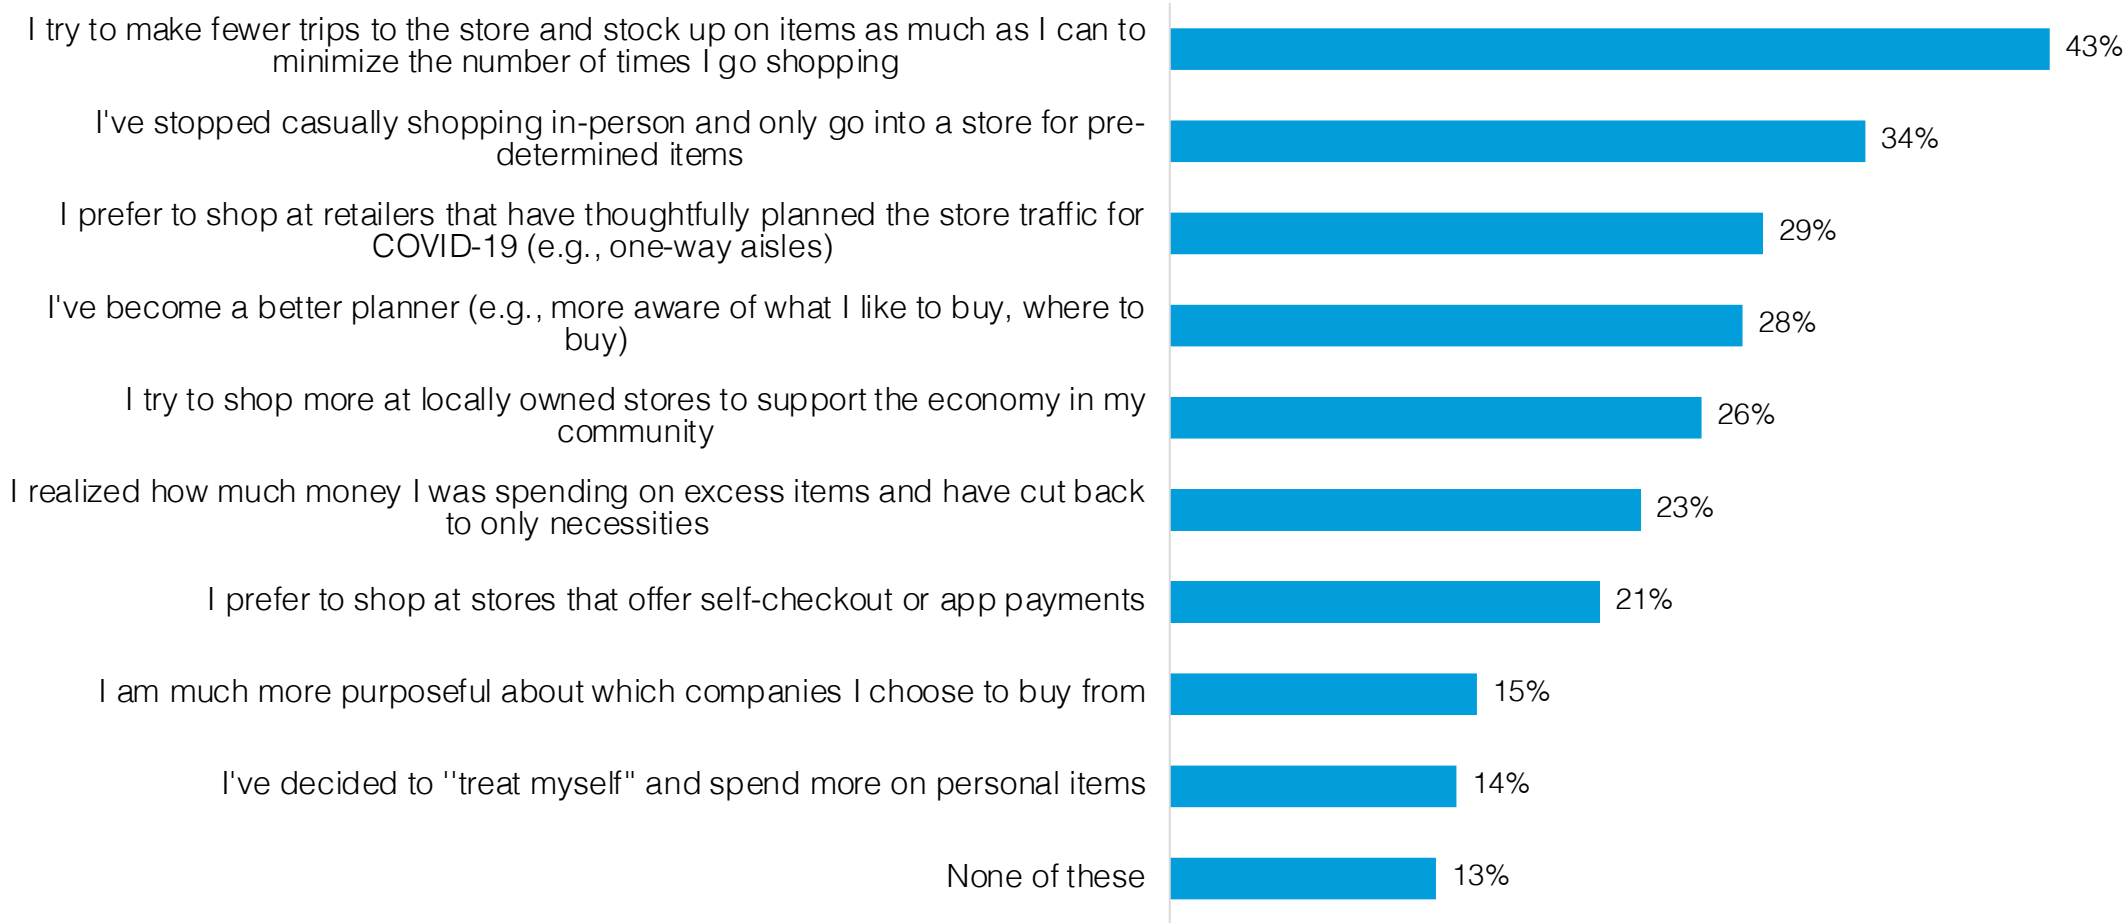 I try to make fewer trips to the store and stock up on items as much as I can to
minimize the number of times I go shopping
43%
I've stopped casually shopping in-person and only go into a store for pre-
determined items
34%
I prefer to shop at retailers that have thoughtfully planned the store traffic for
COVID-19 (e.g., one-way aisles)
29%
I've become a better planner (e.g., more aware of what I like to buy, where to
buy)
28%
I try to shop more at locally owned stores to support the economy in my
community
26%
I realized how much money I was spending on excess items and have cut back
to only necessities
23%
I prefer to shop at stores that offer self-checkout or app payments
21%
I am much more purposeful about which companies I choose to buy from
15%
I've decided to ''treat myself" and spend more on personal items
14%
None of these
13%